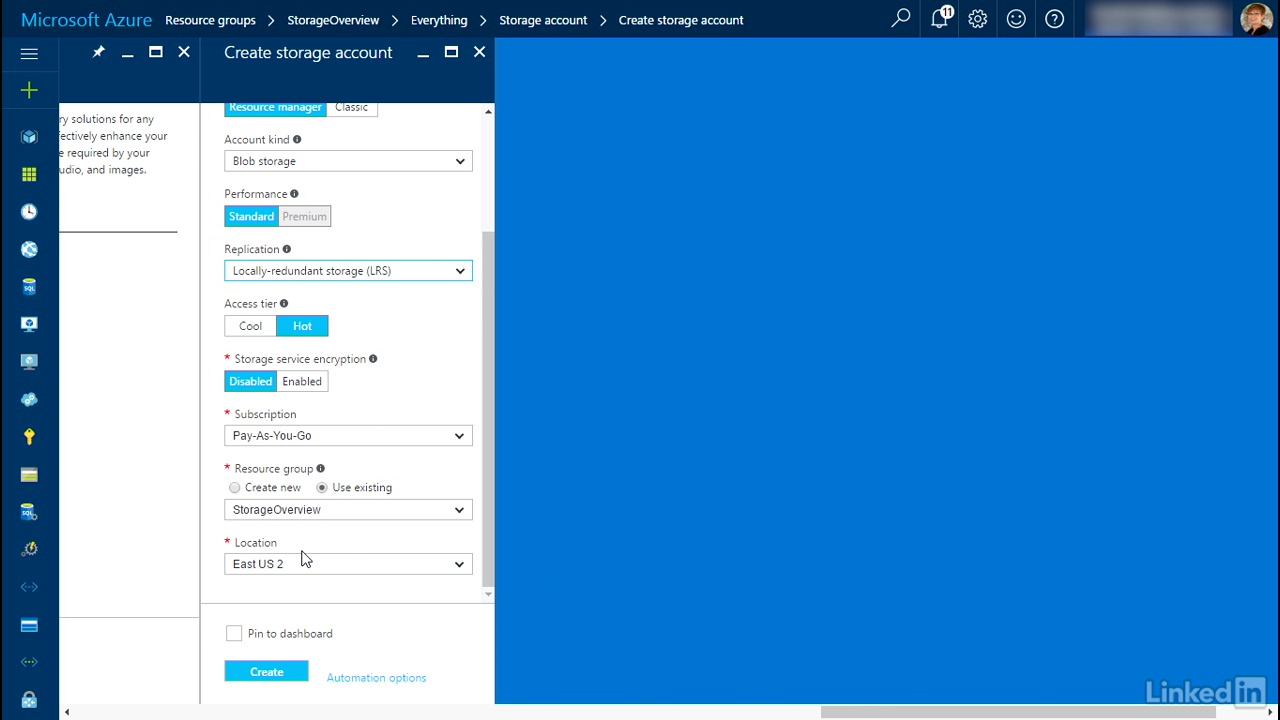 Microsoft Azure Resource groups > StorageOverview > Everything > Storage account > Create storage account 11
Create storage account
ry solutions for any
fectively enhance your
e required by your
udio, and images.
Resource manager Classic
Account kind
Blob storage
Performance
Standard Premium
Replication
Locally-redundant storage (LRS)
Access tier
Cool Hot
* Storage service encryption
Disabled Enabled
* Subscription
Pay-As-You-Go
* Resource group
Create new Use existing
StorageOverview
* Location
East US 2
Pin to dashboard
Create Automation options
SQL
SQL
LinkedIn